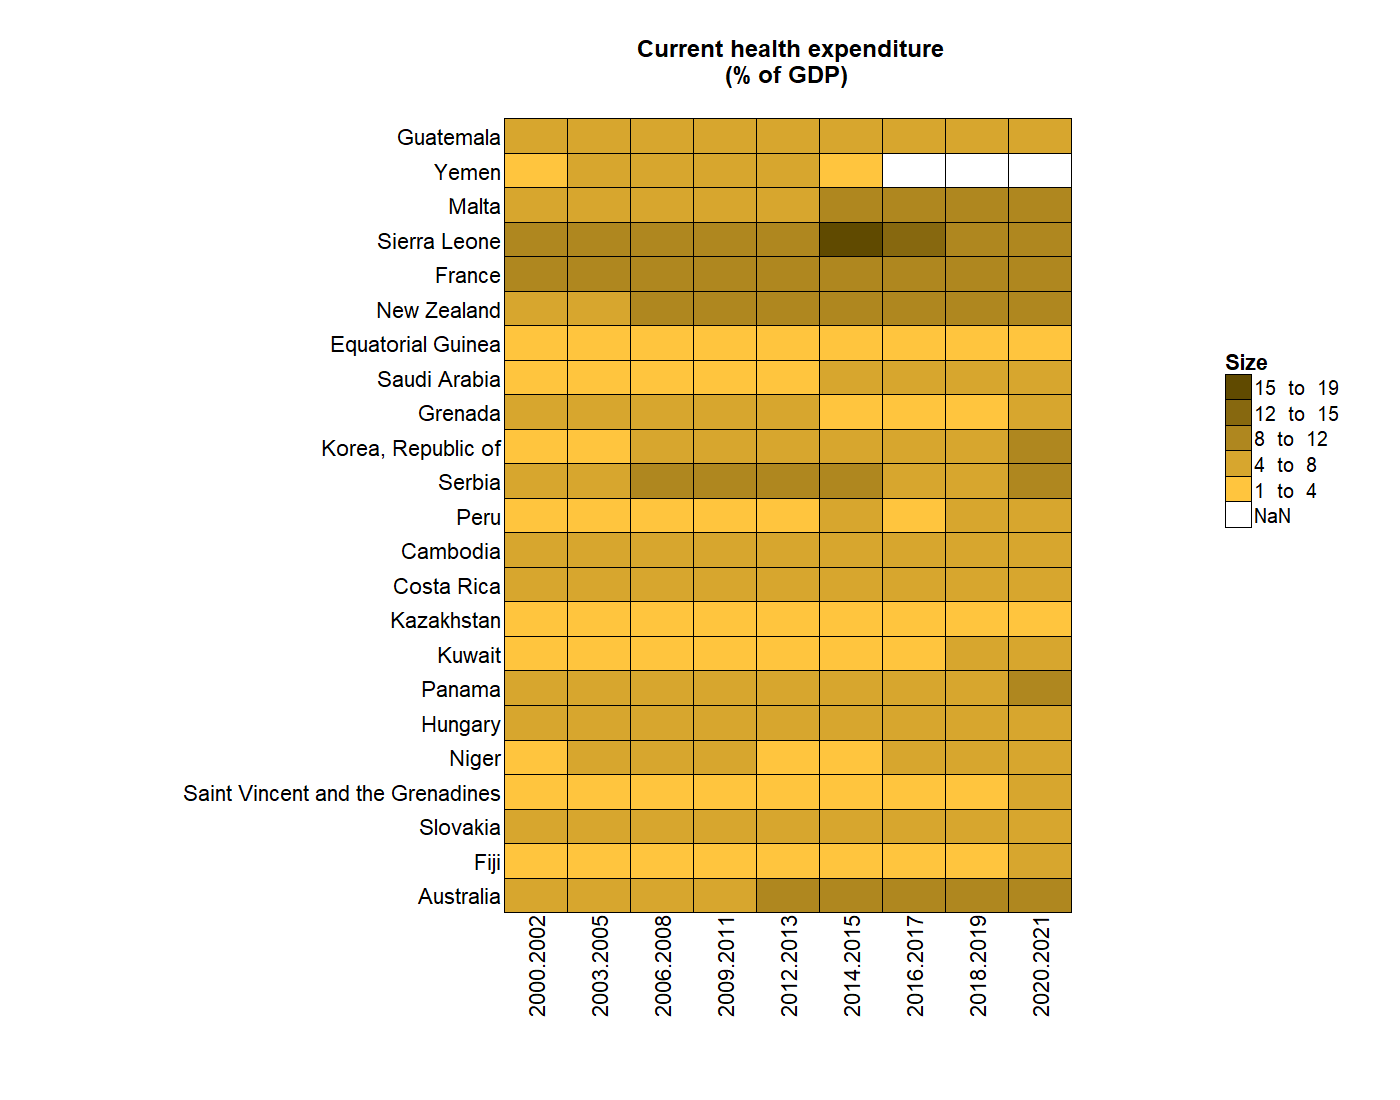 Current health expenditure
(% of GDP)
Guatemala
Yemen
Malta
Sierra Leone
France
New Zealand
Equatorial Guinea
Saudi Arabia
Grenada
Korea, Republic of
Serbia
Peru
Cambodia
Costa Rica
Kazakhstan
Kuwait
Panama
Hungary
Niger
Saint Vincent and the Grenadines
Slovakia
Fiji
Australia
2000.2002
2003.2005
2006.2008
2009.2011
2012.2013
2014.2015
2016.2017
2018.2019
2020.2021
Size
15 to 19
12 to 15
8 to 12
4 to 8
1 to 4
NaN